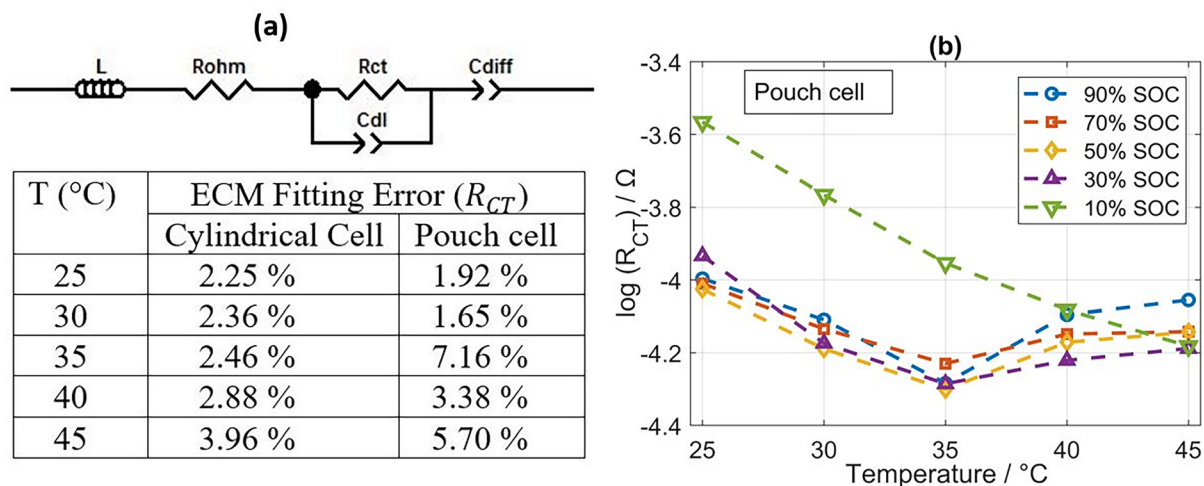 (a)
L Rohm Rct Cdiff
Cdl
T (°C) ECM Fitting Error (R_CT)
Cylindrical Cell Pouch cell
25 2.25 % 1.92 %
30 2.36 % 1.65 %
35 2.46 % 7.16 %
40 2.88 % 3.38 %
45 3.96 % 5.70 %
(b)
Pouch cell
90% SOC
70% SOC
50% SOC
30% SOC
10% SOC
log (R_CT) / Ω
-3.4
-3.6
-3.8
-4
-4.2
-4.4
25 30 35 40 45
Temperature / °C